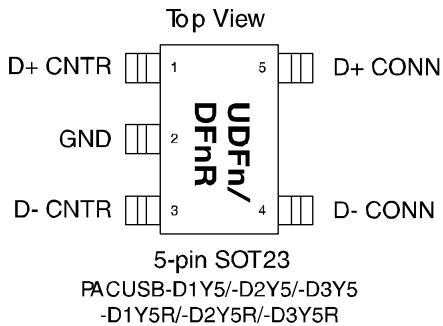 Top View
D+ CNTR 1 5 D+ CONN
GND 2
D- CNTR 3 4 D- CONN
UDFn/
DFnR
5-pin SOT23
PACUSB-D1Y5/-D2Y5/-D3Y5
-D1Y5R/-D2Y5R/-D3Y5R